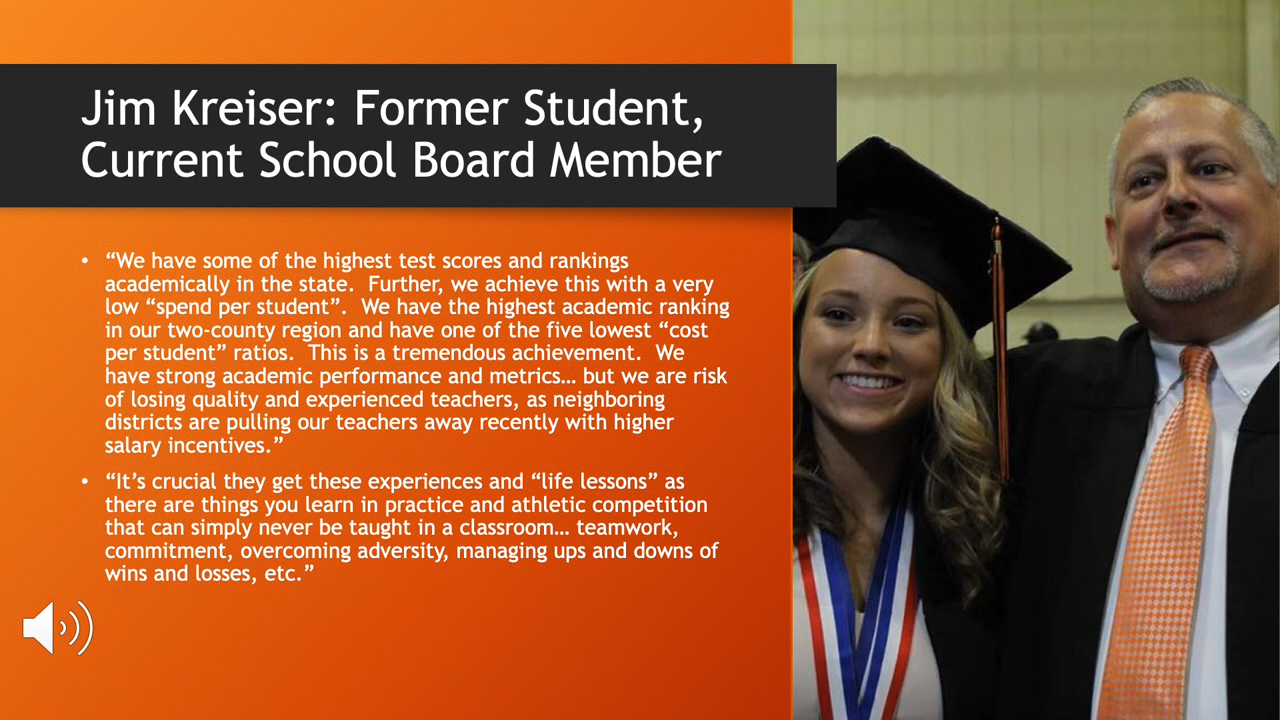 Jim Kreiser: Former Student,
Current School Board Member
• “We have some of the highest test scores and rankings
academically in the state.  Further, we achieve this with a very
low “spend per student”.  We have the highest academic ranking
in our two-county region and have one of the five lowest “cost
per student” ratios.  This is a tremendous achievement.  We
have strong academic performance and metrics… but we are risk
of losing quality and experienced teachers, as neighboring
districts are pulling our teachers away recently with higher
salary incentives.”
• “It’s crucial they get these experiences and “life lessons” as
there are things you learn in practice and athletic competition
that can simply never be taught in a classroom… teamwork,
commitment, overcoming adversity, managing ups and downs of
wins and losses, etc.”